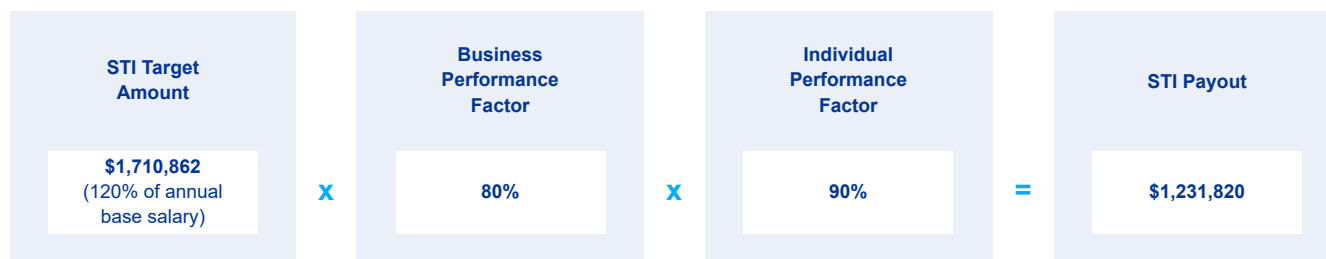 STI Target
Amount
$1,710,862
(120% of annual
base salary)
x
Business
Performance
Factor
80%
x
Individual
Performance
Factor
90%
=
STI Payout
$1,231,820